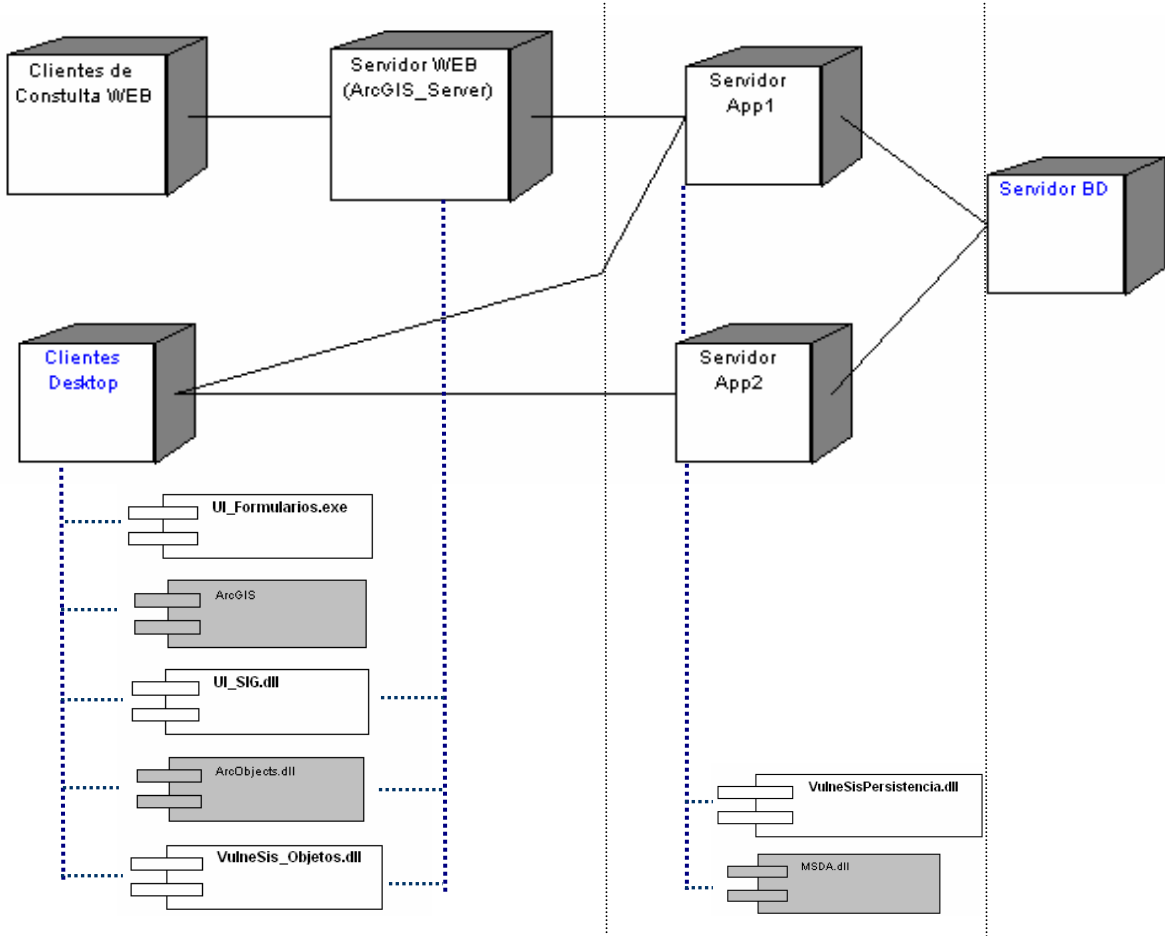 Clientes de
Constulta WEB
Servidor WEB
(ArcGIS_Server)
Servidor
App1
Servidor BD
Clientes
Desktop
Servidor
App2
UI_Formularios.exe
ArcGIS
UI_SIG.dll
ArcObjects.dll
VulneSis_Objetos.dll
VulneSisPersistencia.dll
MSDA.dll